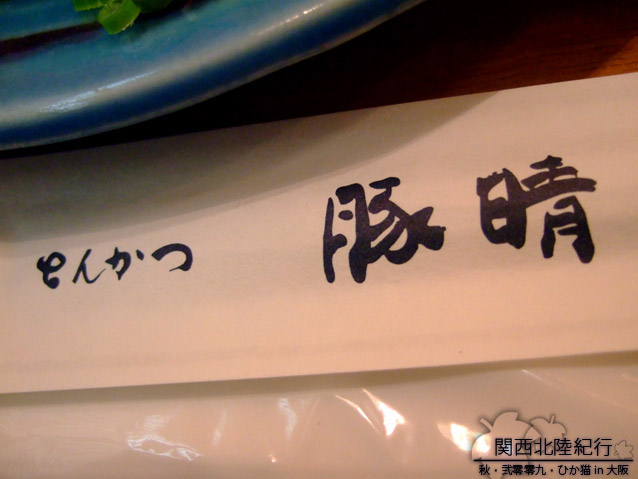 とんかつ 豚晴
関西北陸紀行
秋・弐零零九・ひか猫 in 大阪